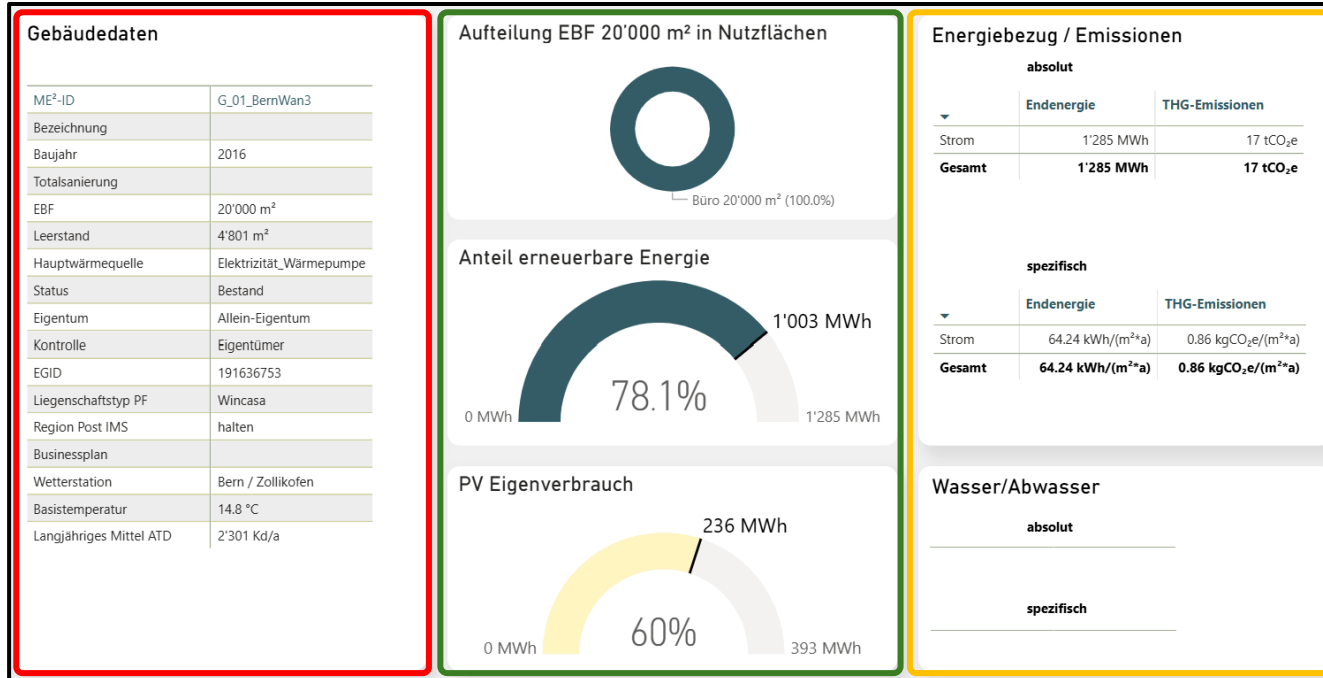 Gebäudedaten
ME²-ID G_01_BernWan3
Bezeichnung
Baujahr 2016
Totalsanierung
EBF 20'000 m²
Leerstand 4'801 m²
Hauptwärmequelle Elektrizität_Wärmepumpe
Status Bestand
Eigentum Allein-Eigentum
Kontrolle Eigentümer
EGID 191636753
Liegenschaftstyp PF Wincasa
Region Post IMS halten
Businessplan
Wetterstation Bern / Zollikofen
Basistemperatur 14.8 °C
Langjähriges Mittel ATD 2'301 Kd/a
Aufteilung EBF 20'000 m² in Nutzflächen
Büro 20'000 m² (100.0%)
Anteil erneuerbare Energie
1'003 MWh
78.1%
0 MWh
1'285 MWh
PV Eigenverbrauch
236 MWh
60%
0 MWh
393 MWh
Energiebezug / Emissionen
absolut
Endenergie THG-Emissionen
Strom 1'285 MWh 17 tCO₂e
Gesamt 1'285 MWh 17 tCO₂e
spezifisch
Endenergie THG-Emissionen
Strom 64.24 kWh/(m²*a) 0.86 kgCO₂e/(m²*a)
Gesamt 64.24 kWh/(m²*a) 0.86 kgCO₂e/(m²*a)
Wasser/Abwasser
absolut
spezifisch